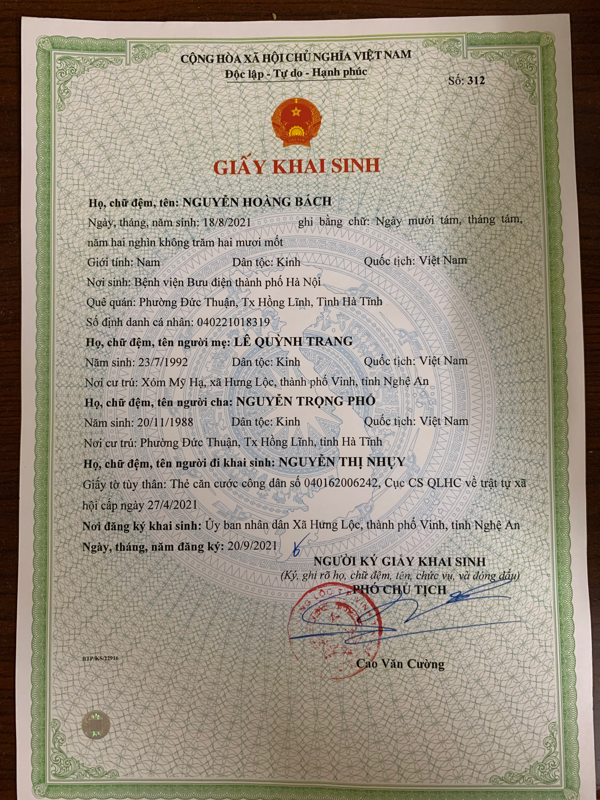 CỘNG HÒA XÃ HỘI CHỦ NGHĨA VIỆT NAM
Độc lập - Tự do - Hạnh phúc
Số: 312
GIẤY KHAI SINH
Họ, chữ đệm, tên: NGUYỄN HOÀNG BÁCH
Ngày, tháng, năm sinh: 18/8/2021 ghi bằng chữ: Ngày mười tám, tháng tám,
năm hai nghìn không trăm hai mươi mốt
Giới tính: Nam Dân tộc: Kinh Quốc tịch: Việt Nam
Nơi sinh: Bệnh viện Bưu điện thành phố Hà Nội
Quê quán: Phường Đức Thuận, Tx Hồng Lĩnh, Tỉnh Hà Tĩnh
Số định danh cá nhân: 040221018319
Họ, chữ đệm, tên người mẹ: LÊ QUỲNH TRANG
Năm sinh: 23/7/1992 Dân tộc: Kinh Quốc tịch: Việt Nam
Nơi cư trú: Xóm Mỹ Hạ, xã Hưng Lộc, thành phố Vinh, tỉnh Nghệ An
Họ, chữ đệm, tên người cha: NGUYỄN TRỌNG PHỐ
Năm sinh: 20/11/1988 Dân tộc: Kinh Quốc tịch: Việt Nam
Nơi cư trú: Phường Đức Thuận, Tx Hồng Lĩnh, tỉnh Hà Tĩnh
Họ, chữ đệm, tên người đi khai sinh: NGUYỄN THỊ NHỤY
Giấy tờ tùy thân: Thẻ căn cước công dân số 040162006242, Cục CS QLHC về trật tự xã
hội cấp ngày 27/4/2021
Nơi đăng ký khai sinh: Ủy ban nhân dân Xã Hưng Lộc, thành phố Vinh, tỉnh Nghệ An
Ngày, tháng, năm đăng ký: 20/9/2021
NGƯỜI KÝ GIẤY KHAI SINH
(Ký, ghi rõ họ, chữ đệm, tên, chức vụ, và đóng dấu)
PHÓ CHỦ TỊCH
Cao Văn Cường